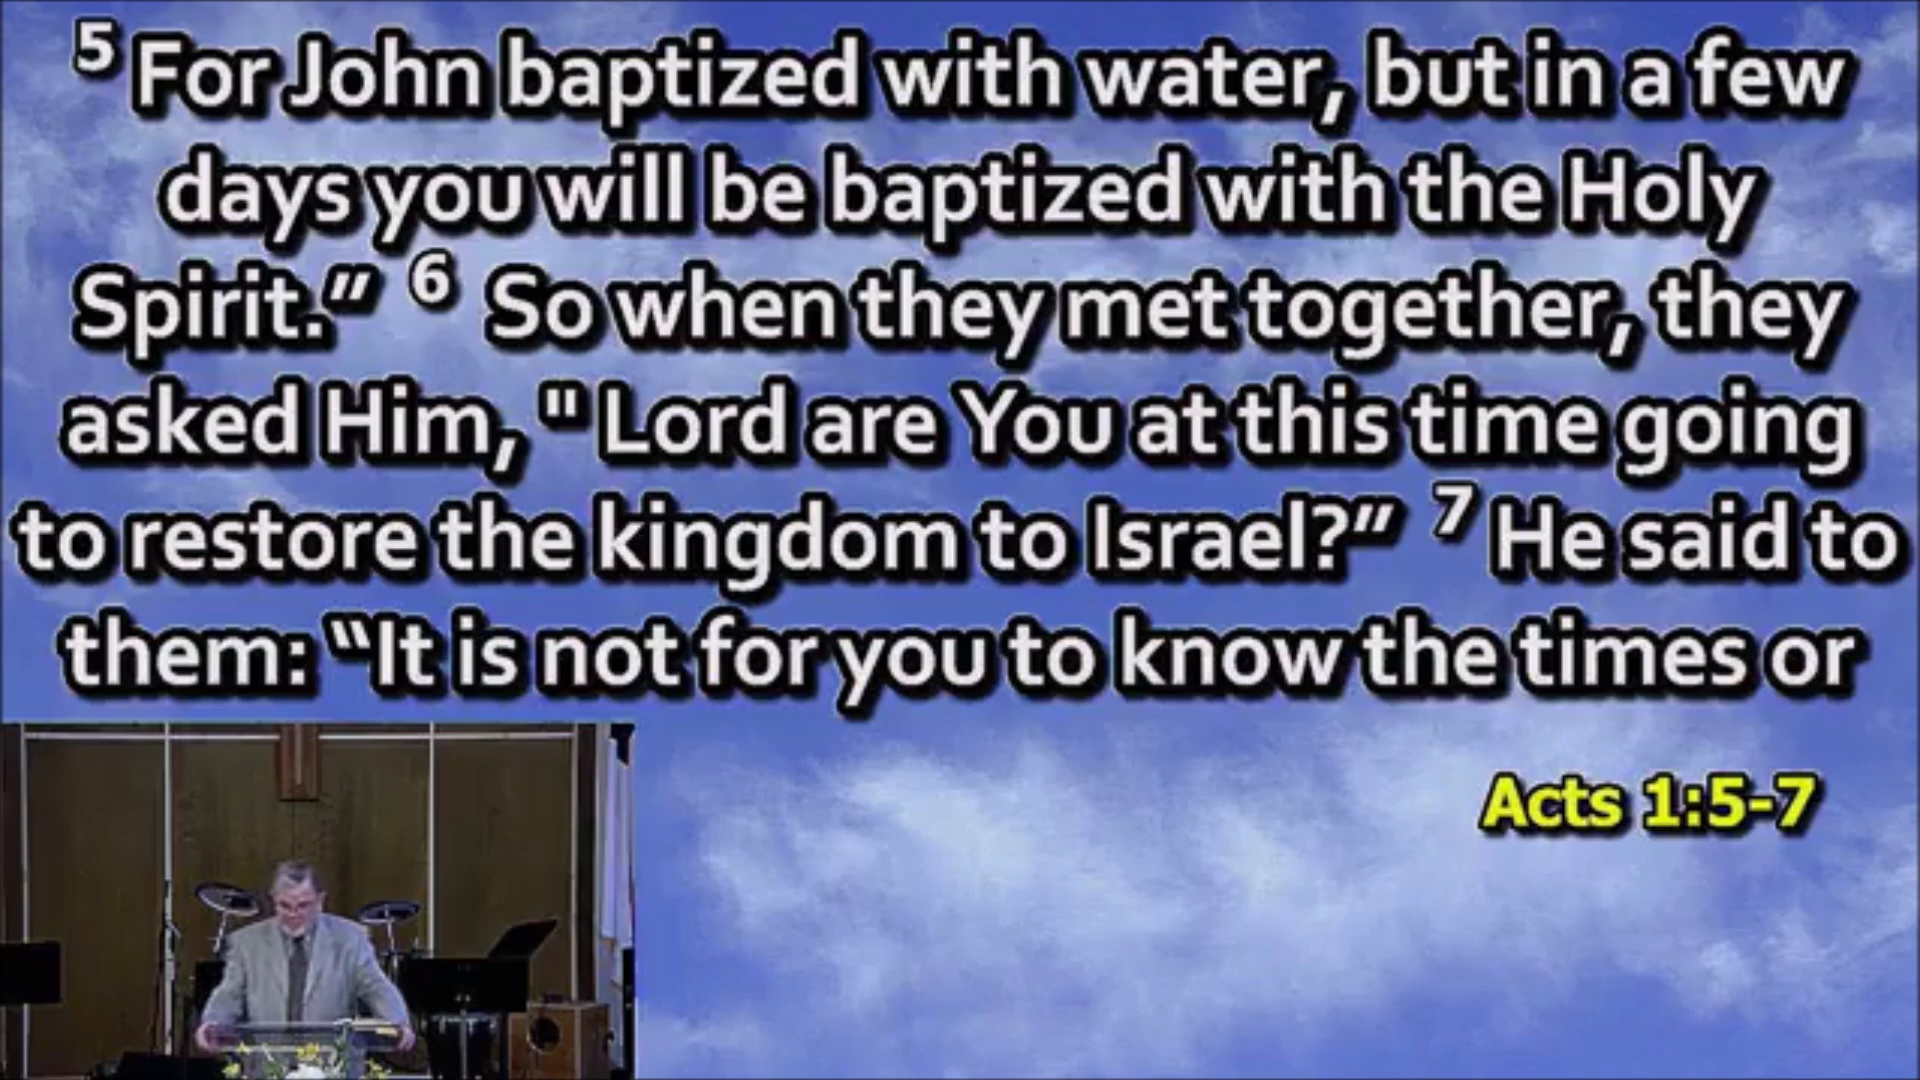 5 For John baptized with water, but in a few
days you will be baptized with the Holy
Spirit.” 6 So when they met together, they
asked Him, " Lord are You at this time going
to restore the kingdom to Israel?” 7 He said to
them: “It is not for you to know the times or
Acts 1:5-7